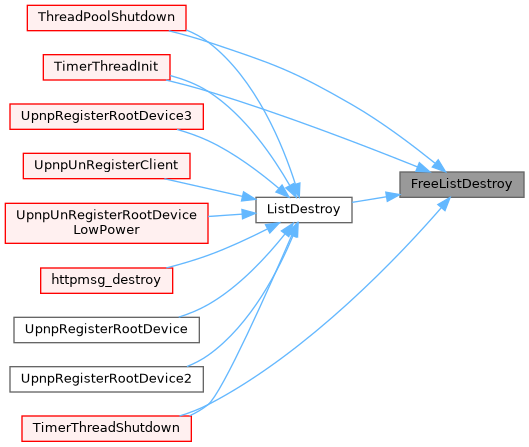 ThreadPoolShutdown
TimerThreadInit
UpnpRegisterRootDevice3
UpnpUnRegisterClient
FreeListDestroy
ListDestroy
UpnpUnRegisterRootDevice
LowPower
httpmsg_destroy
UpnpRegisterRootDevice
UpnpRegisterRootDevice2
TimerThreadShutdown